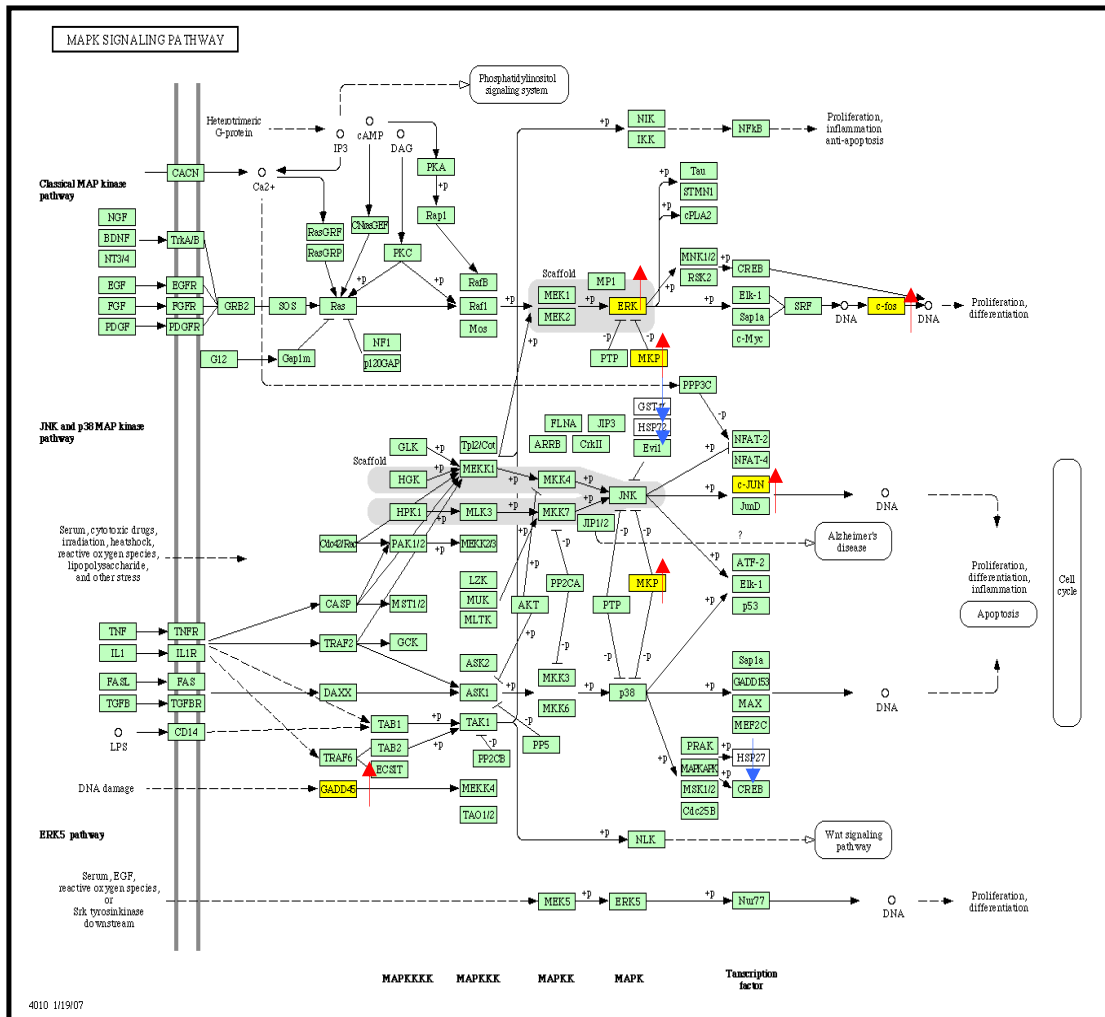 MAPK SIGNALING PATHWAY
Phosphatidylinositol
signaling system
Heterotrimeric
G-protein
IP3
cAMP
DAG
PKA
+p
Rap1
NIK
IKK
+p
NFkB
Proliferation,
inflammation
anti-apoptosis
CACN
Ca2+
Classical MAP kinase
pathway
NGF
BDNF
NT3/4
TrkA/B
EGF
EGFR
FGF
FGFR
PDGF
PDGFR
GRB2
SOS
RasGRF
RasGRP
CNrasGEF
PKC
+p
+p
Ras
RafB
Raf1
Mos
G12
Gap1m
NF1
p120GAP
+p
Scaffold
MEK1
MEK2
+p
+p
MP1
ERK
PTP
MKP
-p
-p
Tau
STMN1
+p
cPLA2
MNK1/2
RSK2
+p
+p
CREB
+p
Elk-1
Sap1a
c-Myc
SRF
DNA
c-fos
DNA
Proliferation,
differentiation
PPP3C
-p
JNK and p38 MAP kinase
pathway
GLK
HGK
HPK1
+p
+p
Scaffold
Tpl2/Cot
MEKK1
MLK3
+p
FLNA
JIP3
ARRB
CrkII
HSP72
Evi1
MKK4
MKK7
+p
+p
JNK
JIP1/2
NFAT-2
NFAT-4
+p
+p
c-JUN
JunD
DNA
?
Alzheimer's
disease
Serum, cytotoxic drugs,
irradiation, heatshock,
reactive oxygen species,
lipopolysaccharide,
and other stress
Cdc42/Rac
PAK1/2
MEKK2/3
LZK
MUK
MLTK
+p
-p
PP2CA
AKT
-p
-p
-p
PTP
MKP
+p
ATF-2
Elk-1
p53
Proliferation,
differentiation,
inflammation
Apoptosis
Cell
cycle
CASP
MST1/2
TNF
TNFR
IL1
IL1R
TRAF2
GCK
ASK2
-p
-p
-p
-p
FASL
FAS
DAXX
ASK1
+p
MKK3
MKK6
+p
p38
+p
+p
Sap1a
GADD153
MAX
MEF2C
DNA
TGFB
TGFBR
LPS
CD14
TAB1
+p
TAK1
TAB2
+p
-p
PP2CB
-p
PP5
TRAF6
ECSIT
+p
PRAK
MAPKAPK
MSK1/2
Cdc25B
+p
+p
HSP27
CREB
DNA damage
GADD45
MEKK4
TAO1/2
ERK5 pathway
+p
NLK
Wnt signaling
pathway
Serum, EGF,
reactive oxygen species,
or
Srk tyrosinkinase
downstream
MEK5
+p
ERK5
+p
Nur77
DNA
Proliferation,
differentiation
MAPKKKK
MAPKKK
MAPKK
MAPK
Transcription
factor
4010 1/19/07